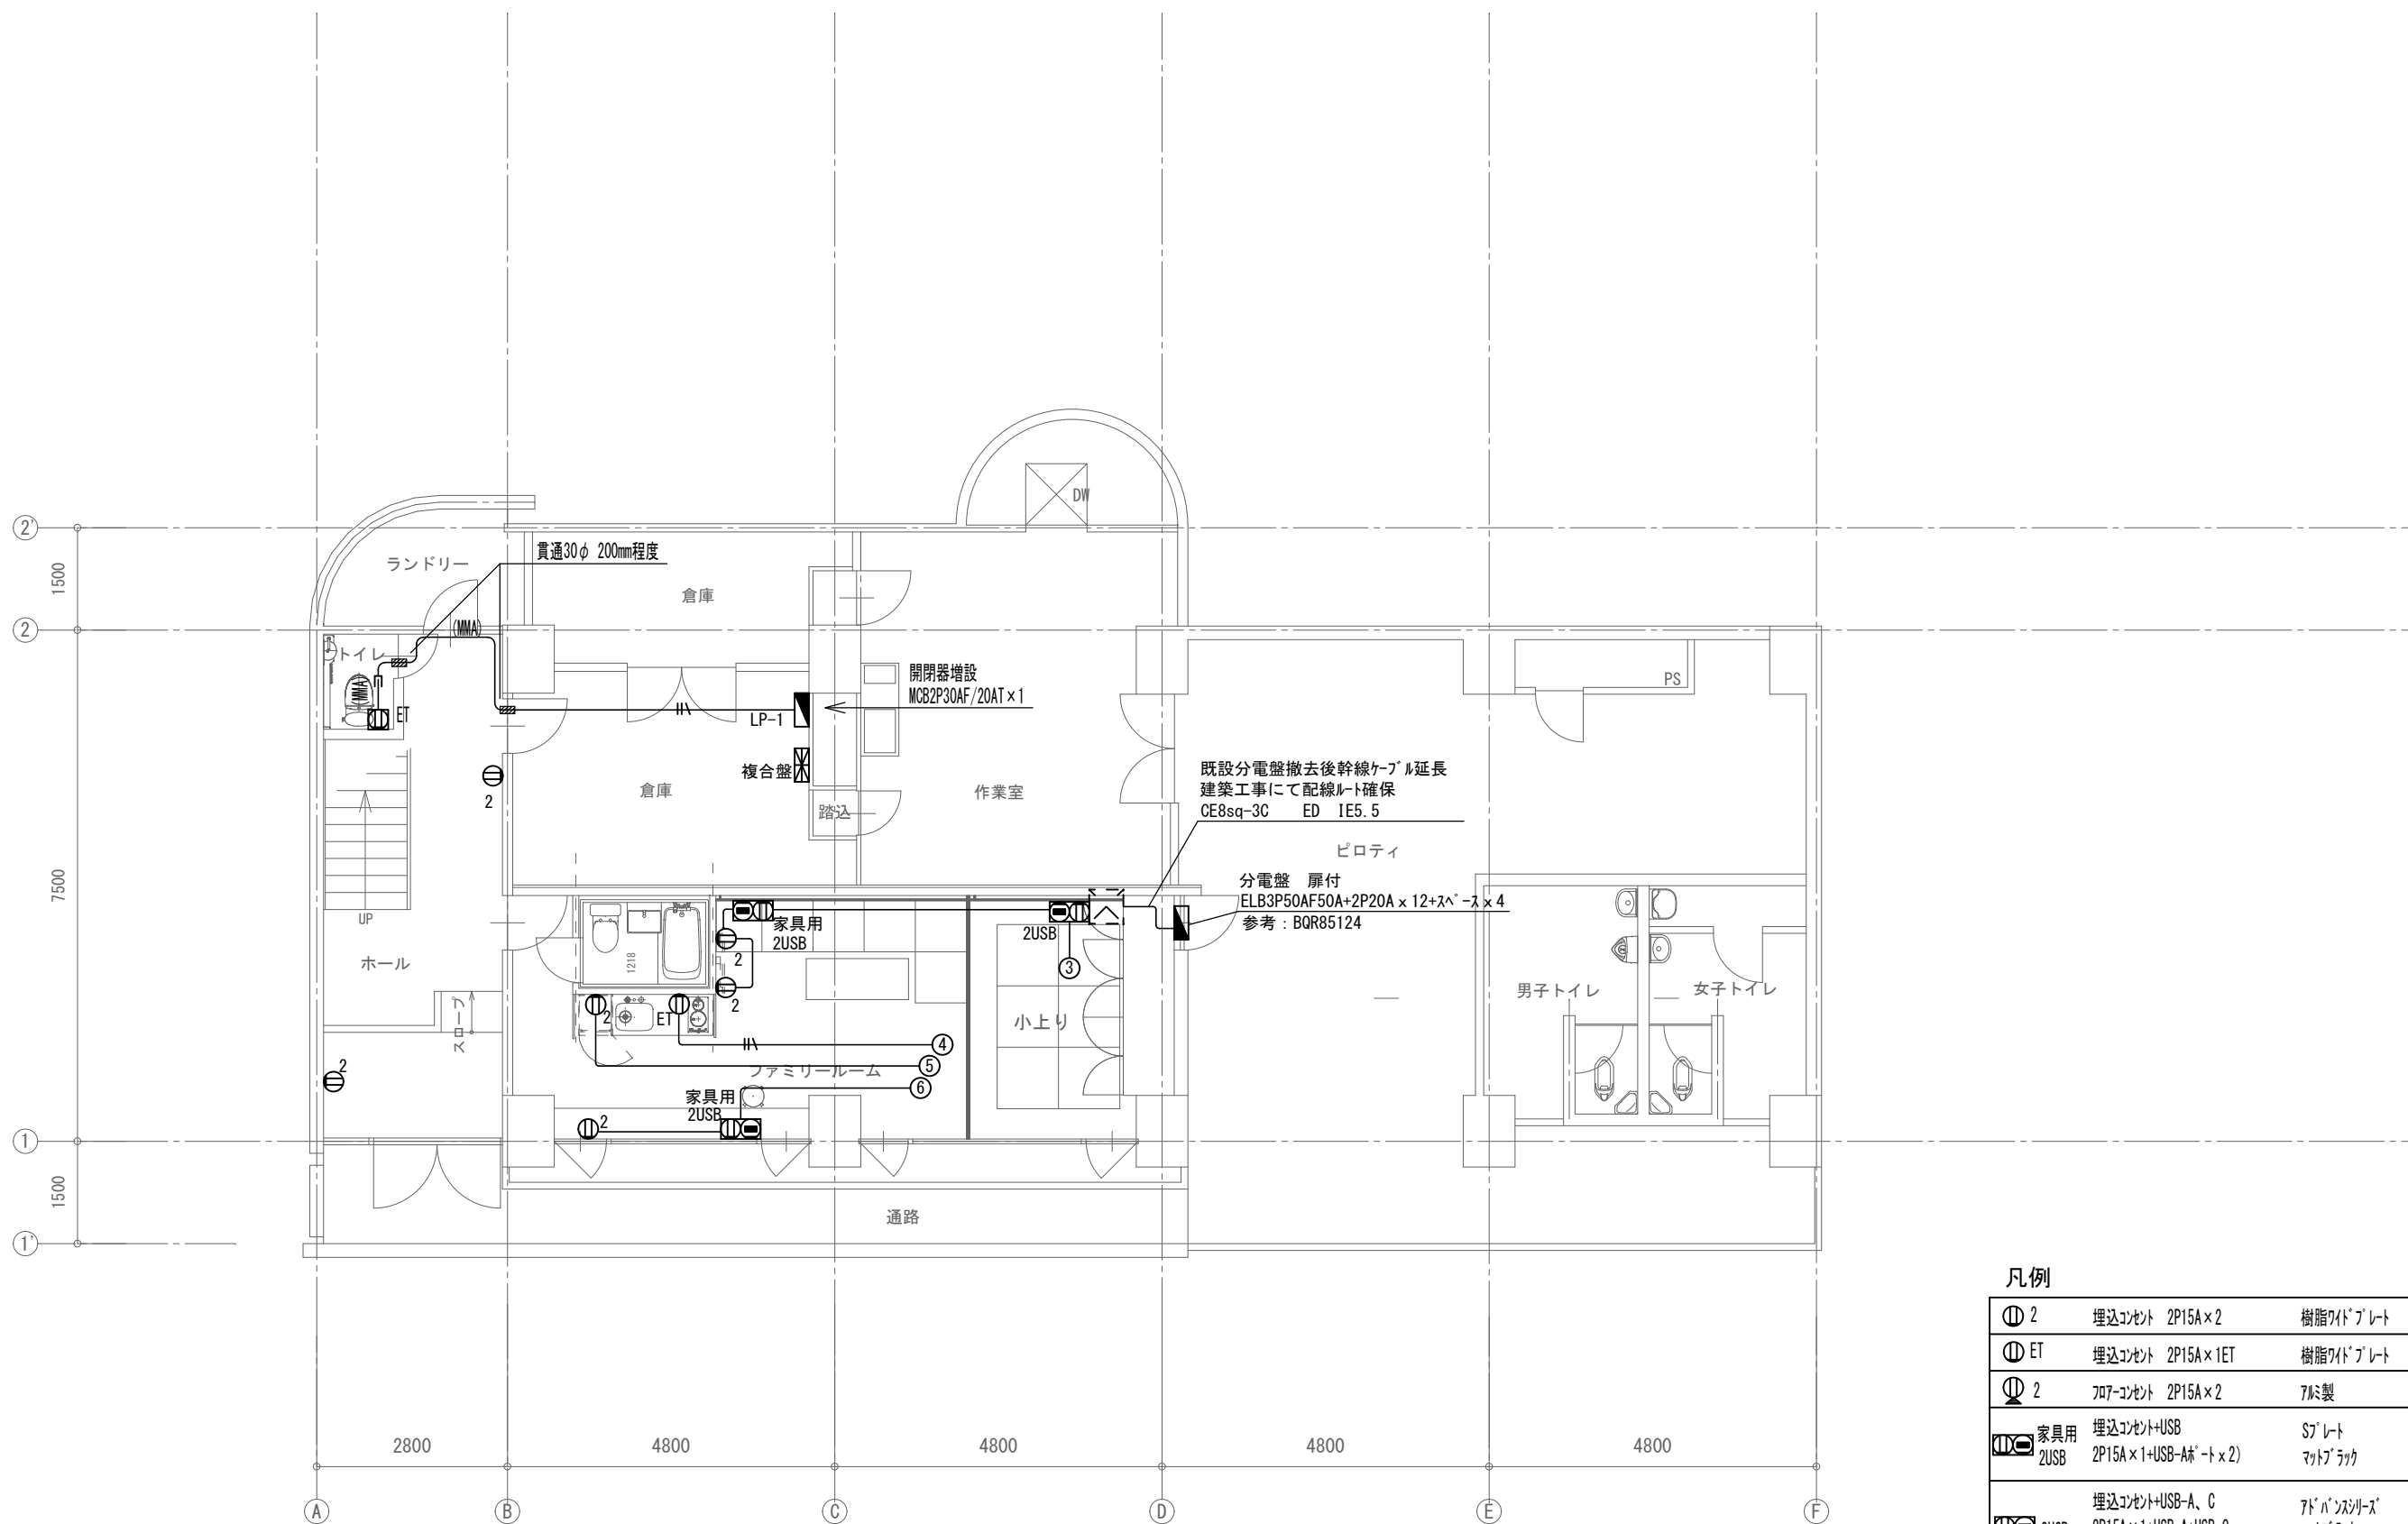 DW
2'
ランドリー
貫通30φ 200mm程度
1500
倉庫
2
(MMA)
トイレ
MMA
ET
開閉器増設
MCB2P30AF/20AT×1
PS
LP-1
複合盤
2
倉庫
踏込
作業室
既設分電盤撤去後幹線ｹｰﾌﾞﾙ延長
建築工事にて配線ﾙｰﾄ確保
CE8sq-3C ED IE5.5
ピロティ
7500
UP
分電盤 扉付
ELB3P50AF50A+2P20A x 12+ｽﾍﾟｰｽ x 4
参考：BQR85124
家具用
2USB
2USB
2
1218
3
ホール
2
男子トイレ
女子トイレ
2
ET
小上り
スロープ
4
5
ファミリールーム
6
2
家具用
2USB
2
1
1500
通路
1'
2800
4800
4800
4800
4800
A
B
C
D
E
F
凡例
2 埋込ｺﾝｾﾝﾄ 2P15A×2 樹脂ﾜｲﾄﾞﾌﾟﾚｰﾄ
ET 埋込ｺﾝｾﾝﾄ 2P15A×1ET 樹脂ﾜｲﾄﾞﾌﾟﾚｰﾄ
2 ﾌﾛｱｰｺﾝｾﾝﾄ 2P15A×2 ｱﾙﾐ製
家具用
2USB
埋込ｺﾝｾﾝﾄ+USB Sﾌﾟﾚｰﾄ
2P15A×1+USB-Aﾎﾟｰﾄ x 2) ﾏｯﾄﾌﾞﾗｯｸ
埋込ｺﾝｾﾝﾄ+USB-A、C ｱﾄﾞﾊﾞﾝｽｼﾘｰｽﾞ